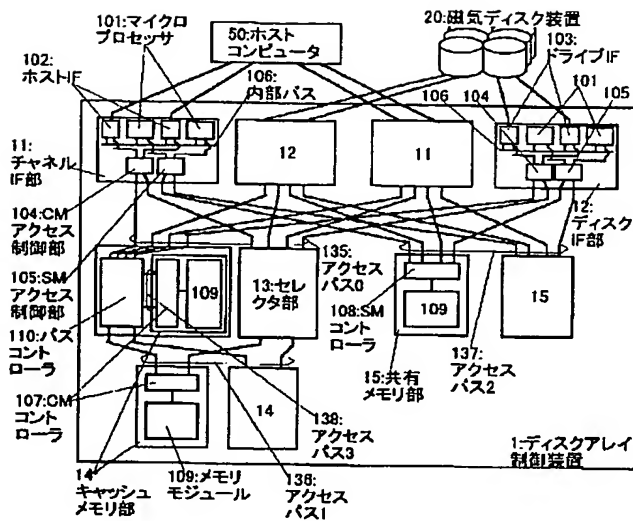 20:磁気ディスク装置
101:マイクロ
プロセッサ
50:ホスト
コンピュータ
103:
ドライブIF
102:
ホストIF
106:
内部パス
101
104
105
106
11:
チャネル
IF部
12
11
12:ディスク
IF部
104:CM
アクセス
制御部
105:SM
アクセス
制御部
110:パス
コント
ローラ
109
13:セレ
クタ部
135:アク
セスパス0
108:SM
コント
ローラ
109
15
137:
アクセス
パス2
15:共有
メモリ部
107:CM
コント
ローラ
14
138:
アクセス
パス3
14
キャッシュ
メモリ部
109:メモリ
モジュール
136:
アクセス
パス1
1:ディスクアレイ
制御装置